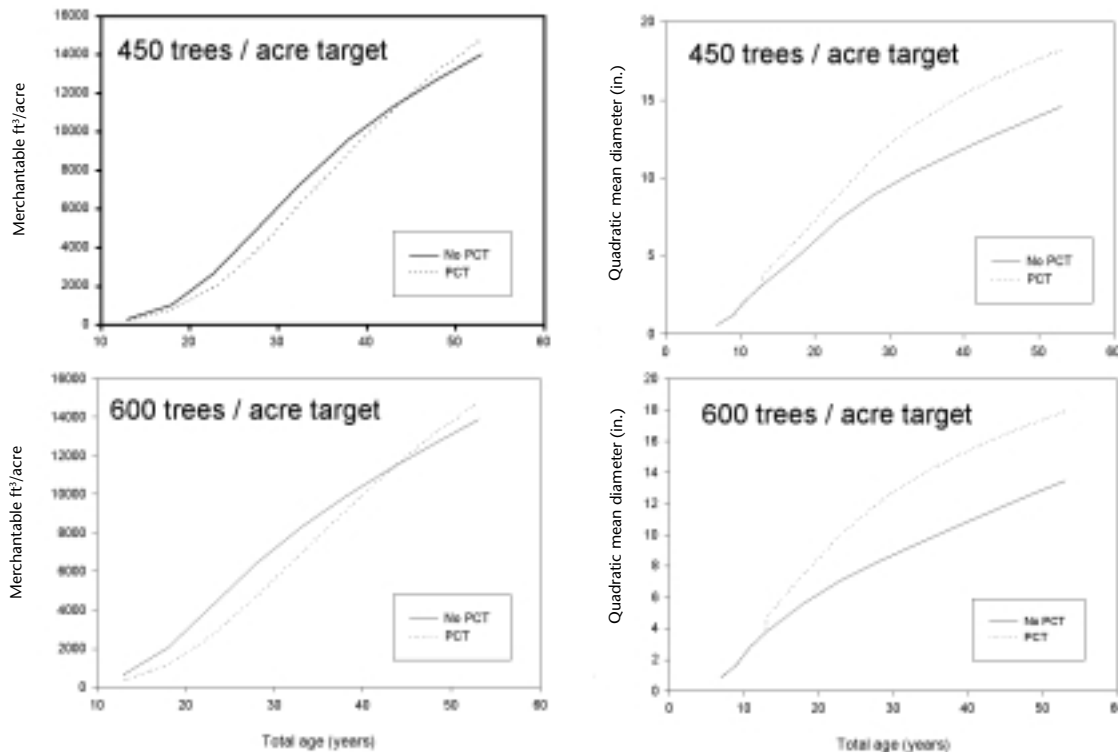 16000
14000
12000
10000
8000
6000
4000
2000
0
450 trees / acre target
Merchantable ft³/acre
No PCT
PCT
10 20 30 40 50 60
20
15
10
5
0
450 trees / acre target
Quadratic mean diameter (in.)
No PCT
PCT
0 10 20 30 40 50 60
16000
14000
12000
10000
8000
6000
4000
2000
0
600 trees / acre target
Merchantable ft³/acre
No PCT
PCT
10 20 30 40 50 60
Total age (years)
20
18
16
14
12
10
8
6
4
2
0
600 trees / acre target
Quadratic mean diameter (in.)
No PCT
PCT
0 10 20 30 40 50 60
Total age (years)